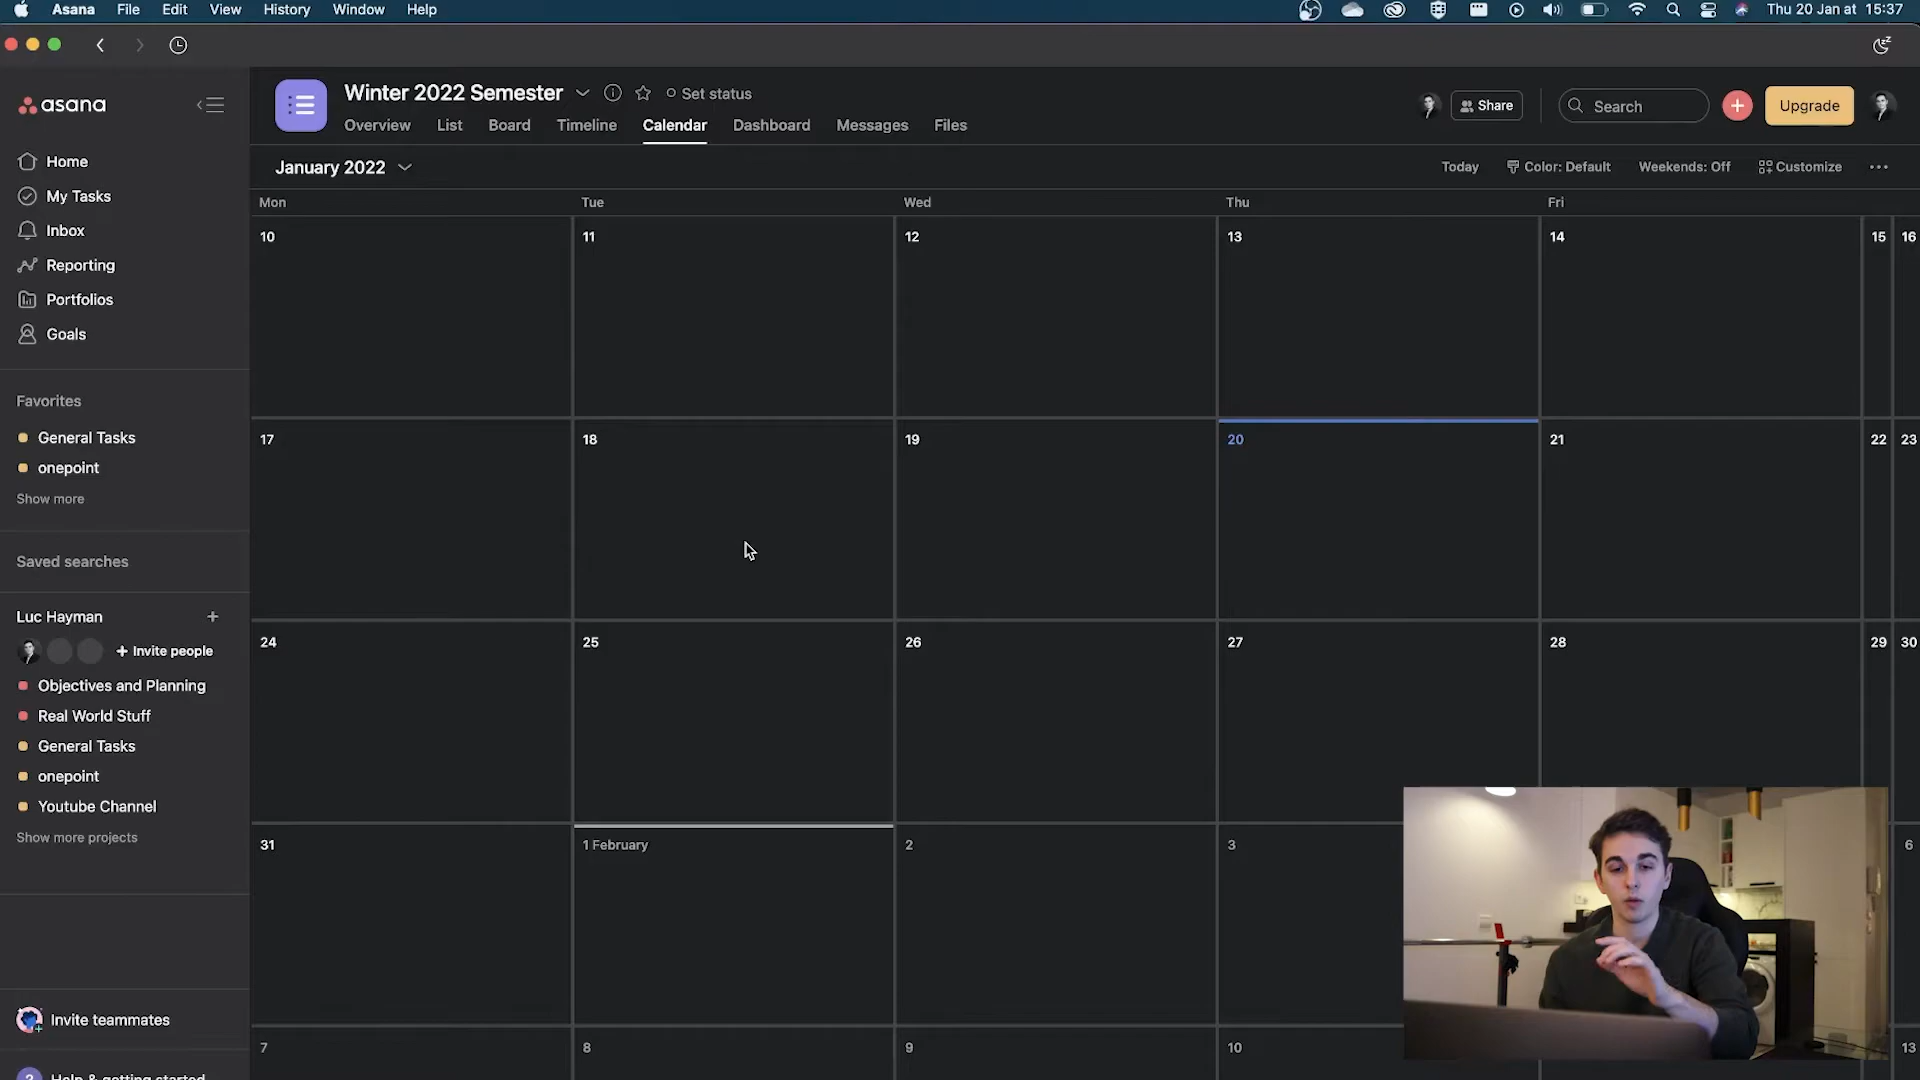 Asana File Edit View History Window Help Thu 20 Jan at 15:37
asana
Home
My Tasks
Inbox
Reporting
Portfolios
Goals
Favorites
General Tasks
onepoint
Show more
Saved searches
Luc Hayman +
+ Invite people
Objectives and Planning
Real World Stuff
General Tasks
onepoint
Youtube Channel
Show more projects
Invite teammates
? Help & getting started
Winter 2022 Semester Set status
Share Search + Upgrade
Overview List Board Timeline Calendar Dashboard Messages Files
January 2022 Today Color: Default Weekends: Off Customize ...
Mon Tue Wed Thu Fri
10 11 12 13 14 15 16
17 18 19 20 21 22 23
24 25 26 27 28 29 30
31 1 February 2 3 6
7 8 9 10 13